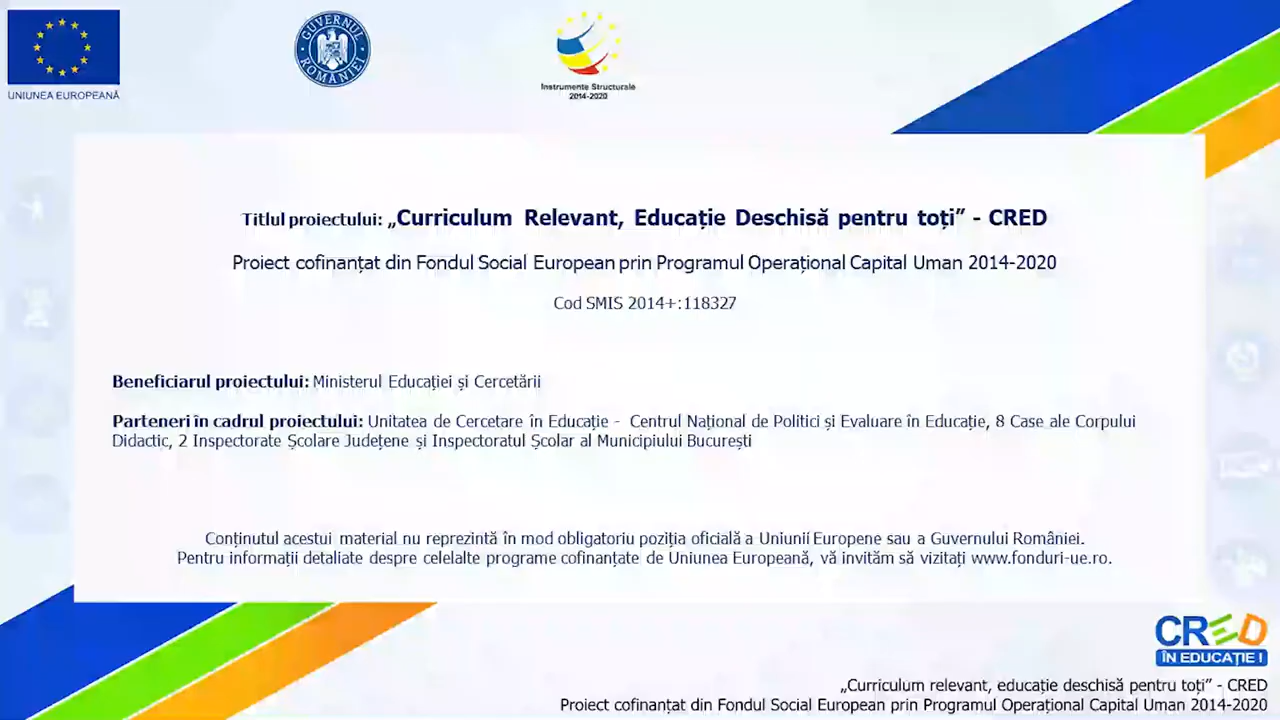 UNIUNEA EUROPEANĂ
GUVERNUL ROMÂNIEI
Instrumente Structurale
2014-2020
Titlul proiectului: „Curriculum Relevant, Educație Deschisă pentru toți” - CRED
Proiect cofinanțat din Fondul Social European prin Programul Operațional Capital Uman 2014-2020
Cod SMIS 2014+:118327
Beneficiarul proiectului: Ministerul Educației și Cercetării
Parteneri în cadrul proiectului: Unitatea de Cercetare în Educație - Centrul Național de Politici și Evaluare în Educație, 8 Case ale Corpului
Didactic, 2 Inspectorate Școlare Județene și Inspectoratul Școlar al Municipiului București
Conținutul acestui material nu reprezintă în mod obligatoriu poziția oficială a Uniunii Europene sau a Guvernului României.
Pentru informații detaliate despre celelalte programe cofinanțate de Uniunea Europeană, vă invităm să vizitați www.fonduri-ue.ro.
CRED
ÎN EDUCAȚIE !
„Curriculum relevant, educație deschisă pentru toți” - CRED
Proiect cofinanțat din Fondul Social European prin Programul Operațional Capital Uman 2014-2020